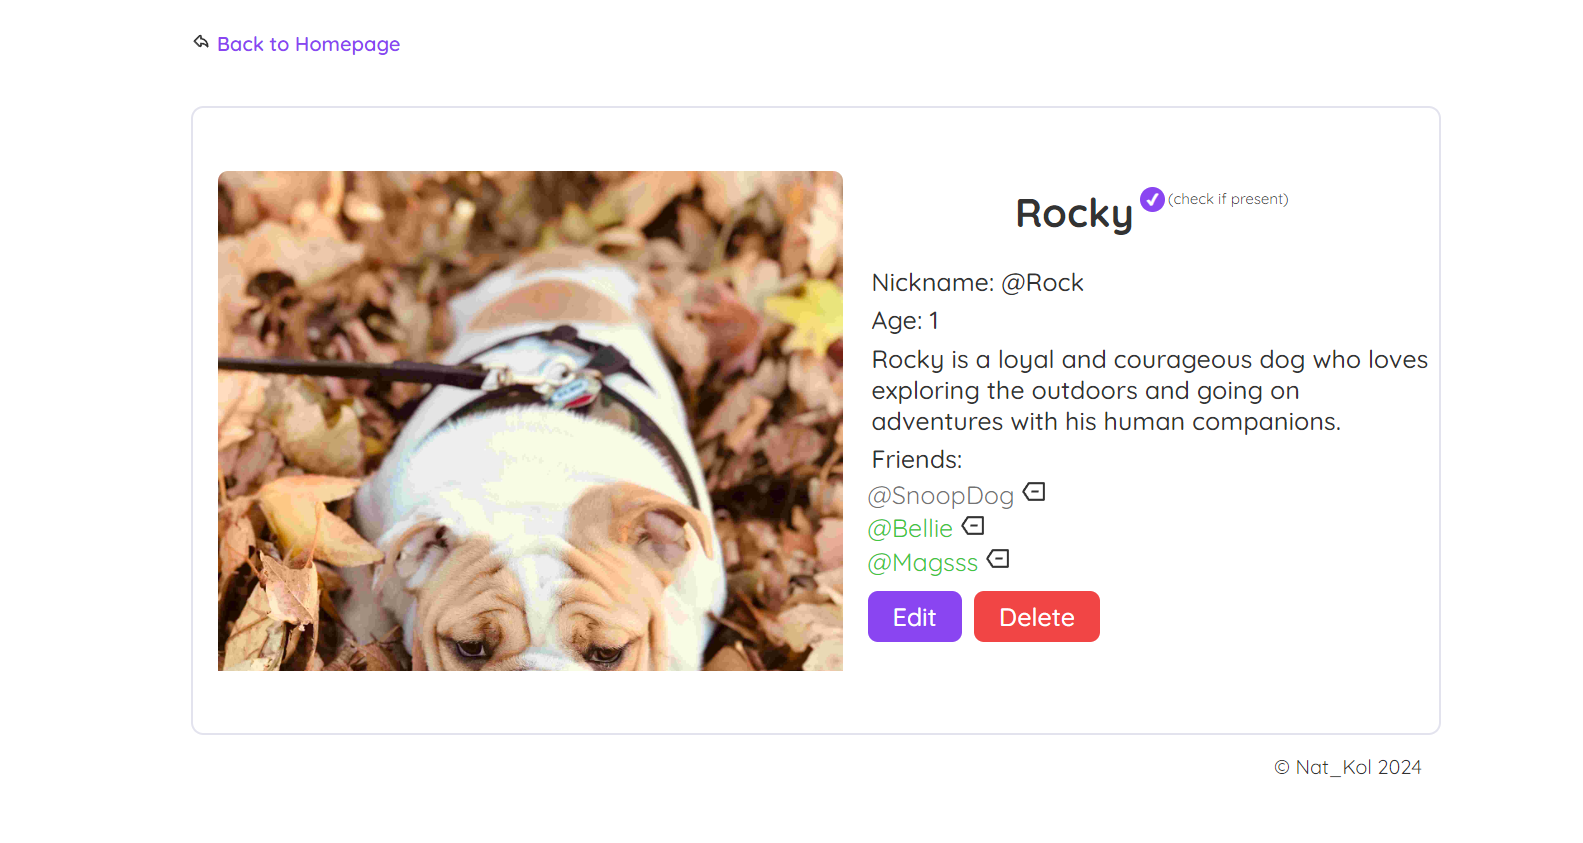 Back to Homepage
Rocky (check if present)
Nickname: @Rock
Age: 1
Rocky is a loyal and courageous dog who loves
exploring the outdoors and going on
adventures with his human companions.
Friends:
@SnoopDog
@Bellie
@Magsss
Edit Delete
© Nat_Kol 2024